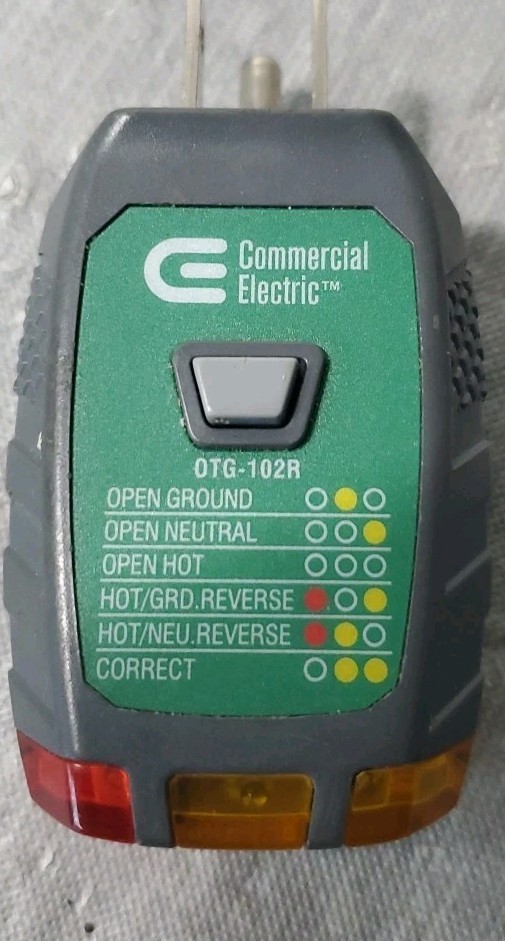 Commercial
Electric™
OTG-102R
OPEN GROUND
OPEN NEUTRAL
OPEN HOT
HOT/GRD.REVERSE
HOT/NEU.REVERSE
CORRECT